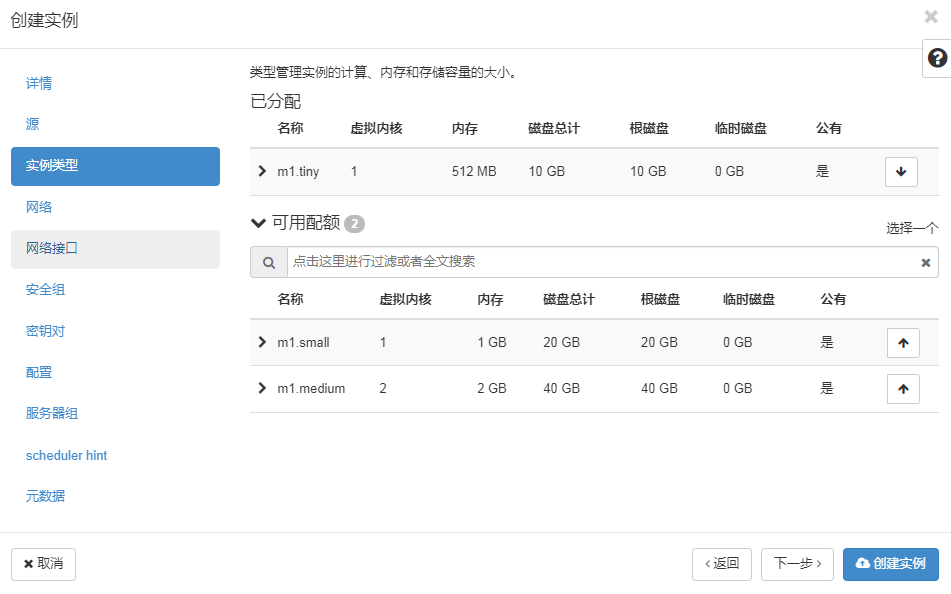 创建实例
详情
源
实例类型
网络
网络接口
安全组
密钥对
配置
服务器组
scheduler hint
元数据
类型管理实例的计算、内存和存储容量的大小。
已分配
名称 虚拟内核 内存 磁盘总计 根磁盘 临时磁盘 公有
m1.tiny 1 512 MB 10 GB 10 GB 0 GB 是
可用配额 2
选择一个
点击这里进行过滤或者全文搜索
名称 虚拟内核 内存 磁盘总计 根磁盘 临时磁盘 公有
m1.small 1 1 GB 20 GB 20 GB 0 GB 是
m1.medium 2 2 GB 40 GB 40 GB 0 GB 是
取消 返回 下一步 创建实例